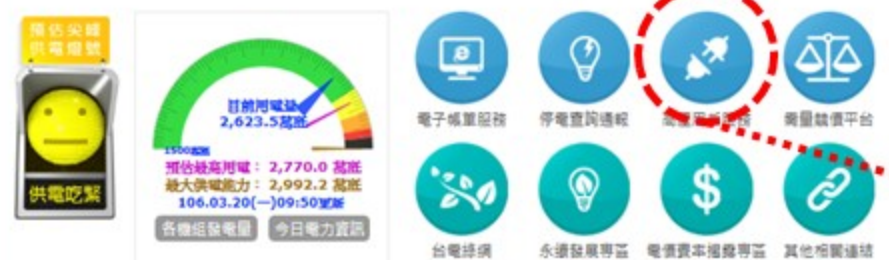 預估尖峰
供電燈號
供電吃緊
目前用電量
2,623.5萬瓩
1500萬瓩
預估最高用電： 2,770.0 萬瓩
最大供電能力： 2,992.2 萬瓩
106.03.20(一)09:50更新
各機組發電量
今日電力資訊
電子帳單服務
停電查詢通報
需量競價平台
台電綠網
永續發展專區
電價資本揭露專區
其他相關連結